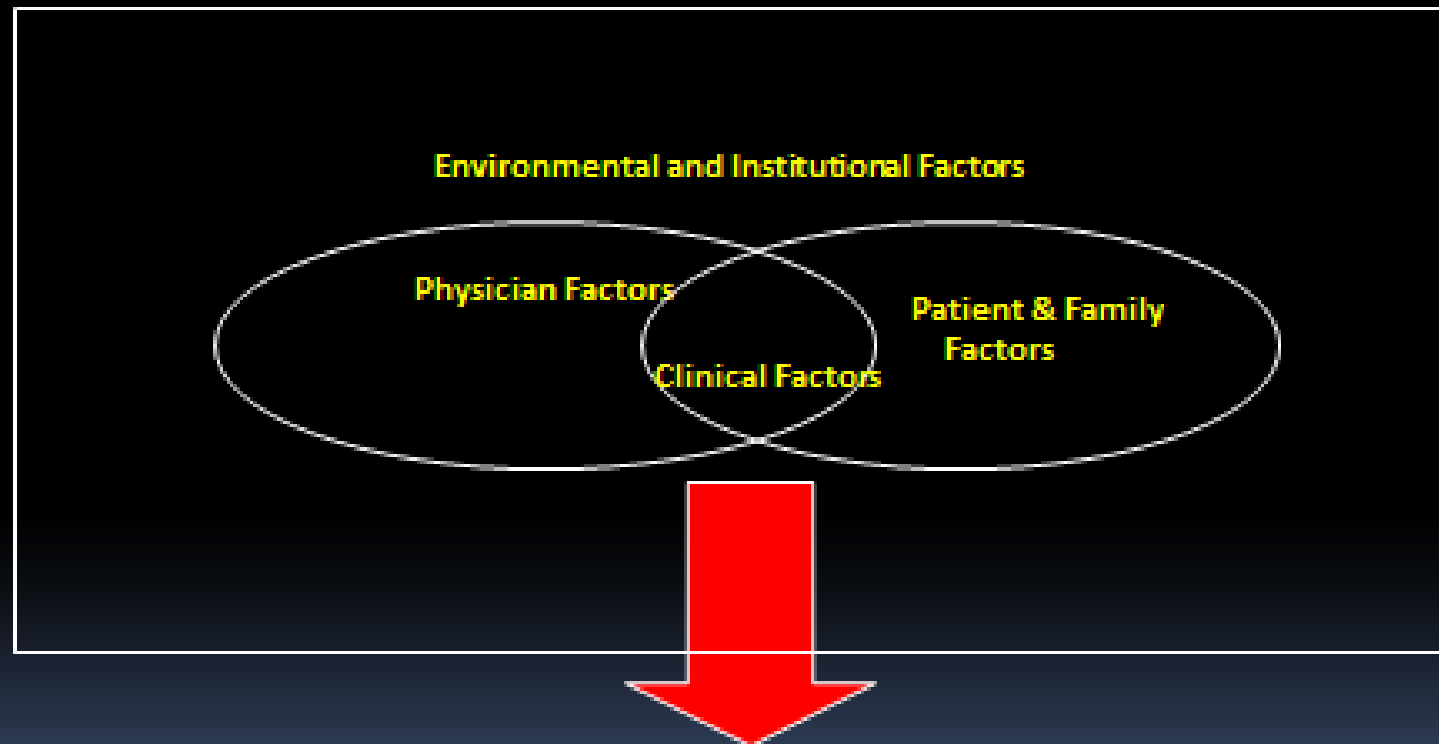 Environmental and Institutional Factors
Physician Factors
Patient & Family
Factors
Clinical Factors